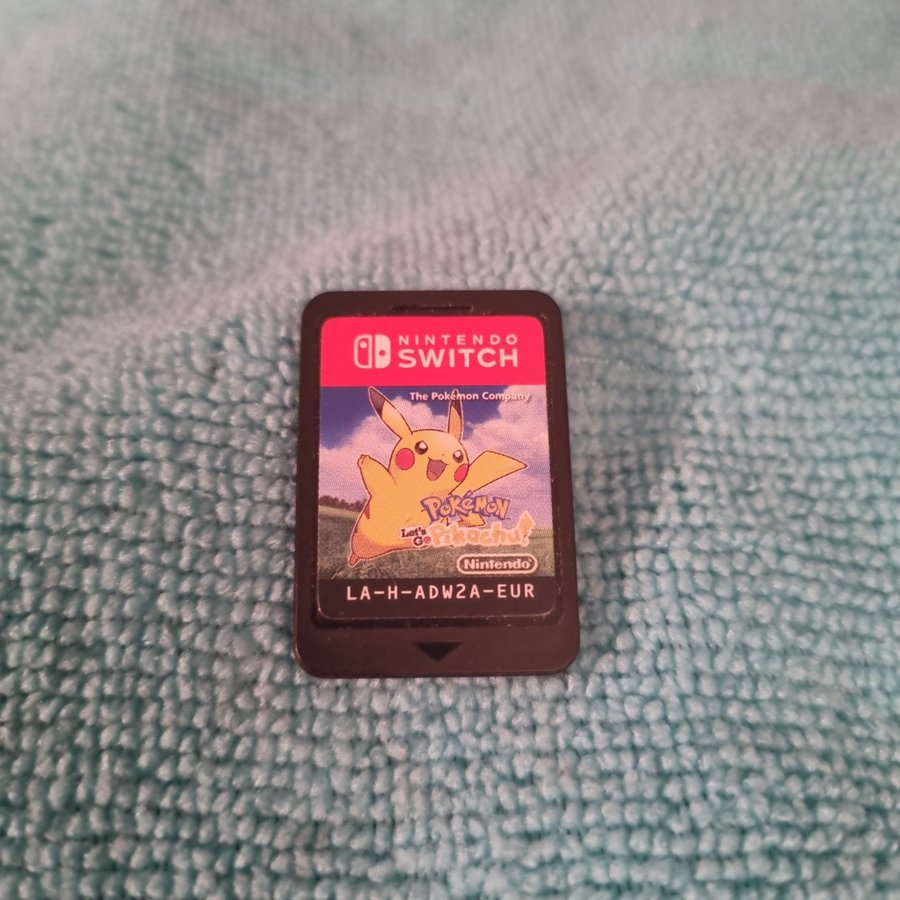 NINTENDO
SWITCH
The Pokémon Company
POKéMON
Let's
Go Pikachu!
Nintendo
LA-H-ADW2A-EUR